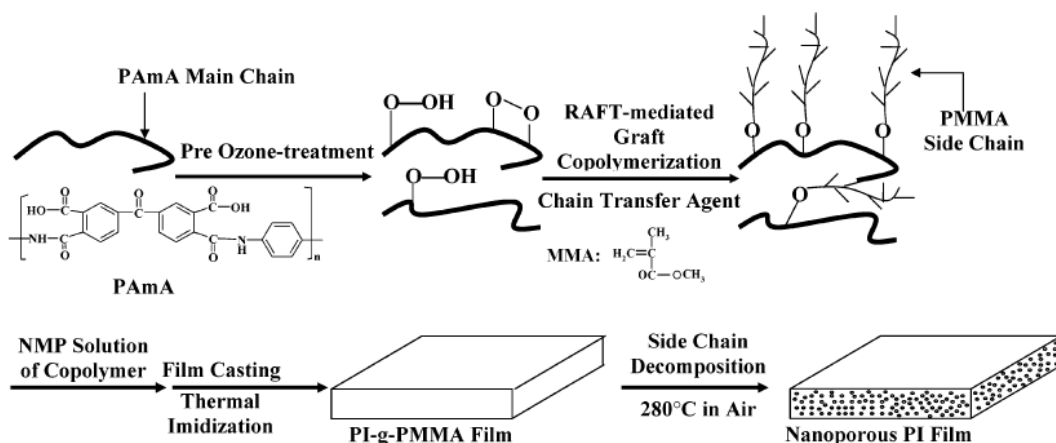 PAmA Main Chain
Pre Ozone-treatment
O
OH
O
O
O
OH
RAFT-mediated
Graft
Copolymerization
Chain Transfer Agent
MMA:
CH3
H2C
OC
OCH3
O
O
O
O
PMMA
Side Chain
O
HO
C
O
C
O
C
OH
NH
C
O
C
O
N
H
n
PAmA
NMP Solution
of Copolymer
Film Casting
Thermal
Imidization
PI-g-PMMA Film
Side Chain
Decomposition
280°C in Air
Nanoporous PI Film